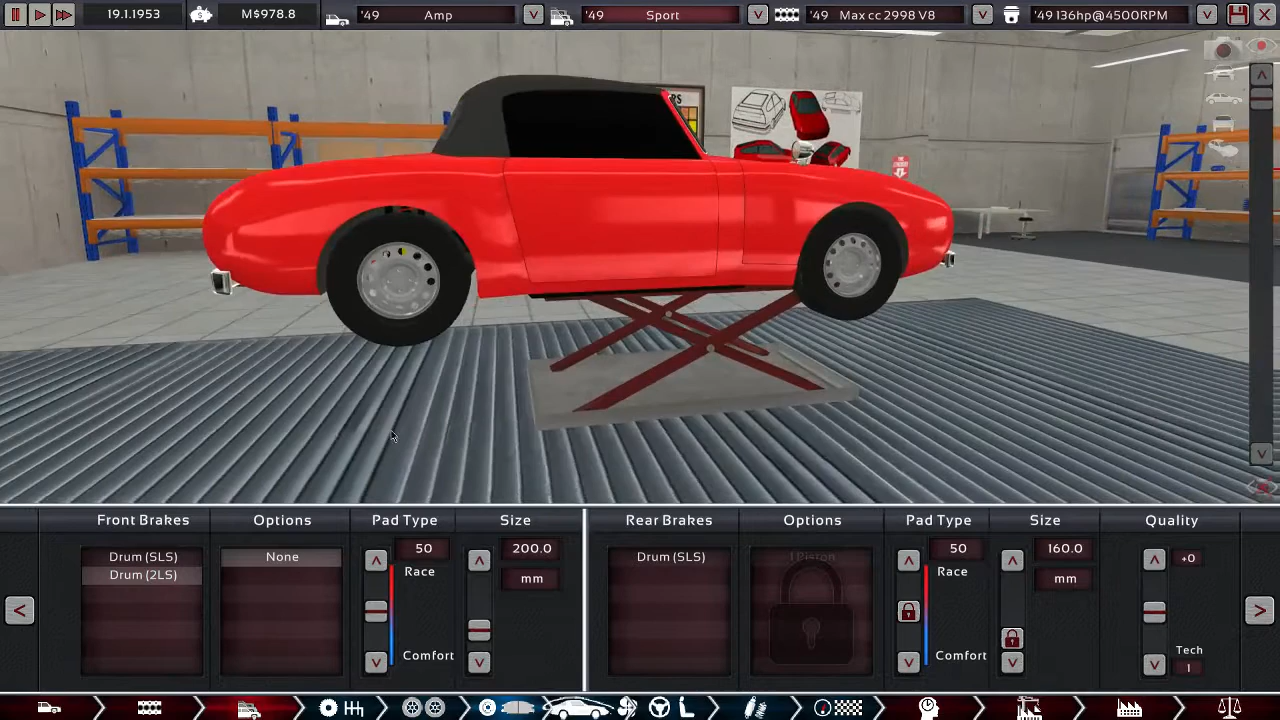 19.1.1953 M$978.8 '49 Amp '49 Sport '49 Max cc 2998 V8 '49 136hp@4500RPM
Front Brakes Options Pad Type Size Rear Brakes Options Pad Type Size Quality
Drum (SLS) None 50 200.0 Drum (SLS) 1 Piston 50 160.0 +0
Drum (2LS) Race mm Race mm
Comfort Comfort Tech
1